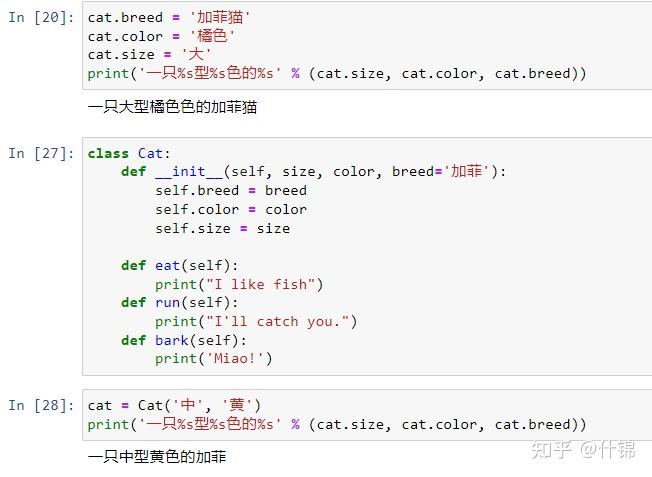 In [20]: cat.breed = '加菲猫'
cat.color = '橘色'
cat.size = '大'
print('一只%s型%s色的%s' % (cat.size, cat.color, cat.breed))
一只大型橘色色的加菲猫
In [27]: class Cat:
    def __init__(self, size, color, breed='加菲'):
        self.breed = breed
        self.color = color
        self.size = size
    def eat(self):
        print("I like fish")
    def run(self):
        print("I'll catch you.")
    def bark(self):
        print('Miao!')
In [28]: cat = Cat('中', '黄')
print('一只%s型%s色的%s' % (cat.size, cat.color, cat.breed))
一只中型黄色的加菲
知乎 @什锦